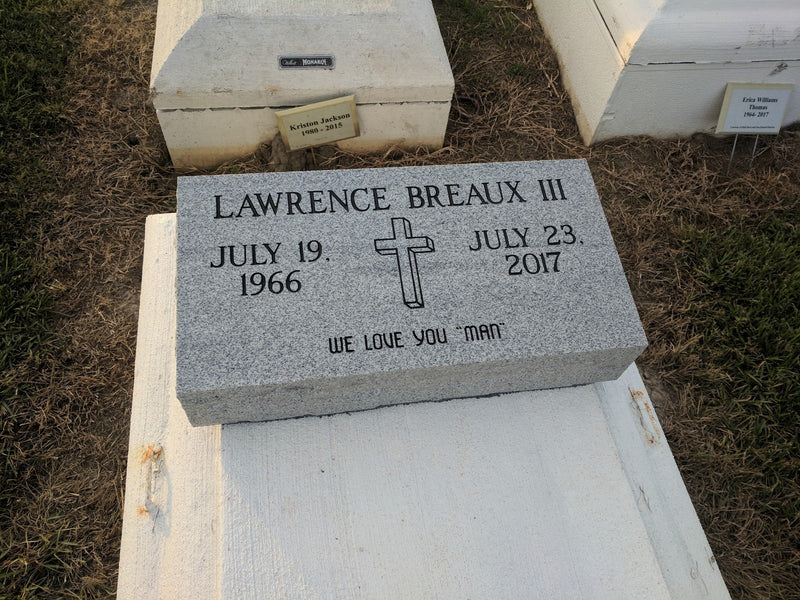 MONARCH
Kriston Jackson
1980 - 2015
Erica Williams
Thomas
1964-2017
LAWRENCE BREAUX III
JULY 19.
1966
JULY 23.
2017
WE LOVE YOU "MAN"